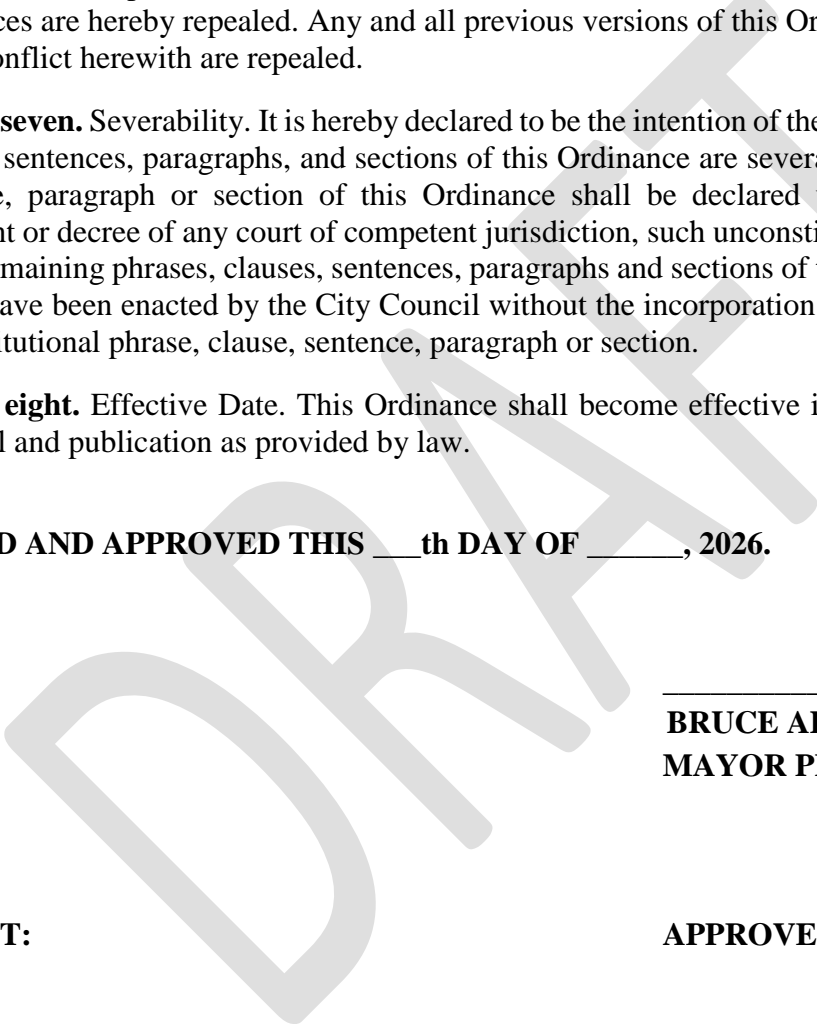 ces are hereby repealed. Any and all previous versions of this Or
onflict herewith are repealed.
seven. Severability. It is hereby declared to be the intention of the
sentences, paragraphs, and sections of this Ordinance are severa
e, paragraph or section of this Ordinance shall be declared
nt or decree of any court of competent jurisdiction, such unconsti
maining phrases, clauses, sentences, paragraphs and sections of
ave been enacted by the City Council without the incorporation
itutional phrase, clause, sentence, paragraph or section.
eight. Effective Date. This Ordinance shall become effective i
l and publication as provided by law.
D AND APPROVED THIS ___th DAY OF ______, 2026.
BRUCE A
MAYOR P
T:
APPROVE
DRAFT